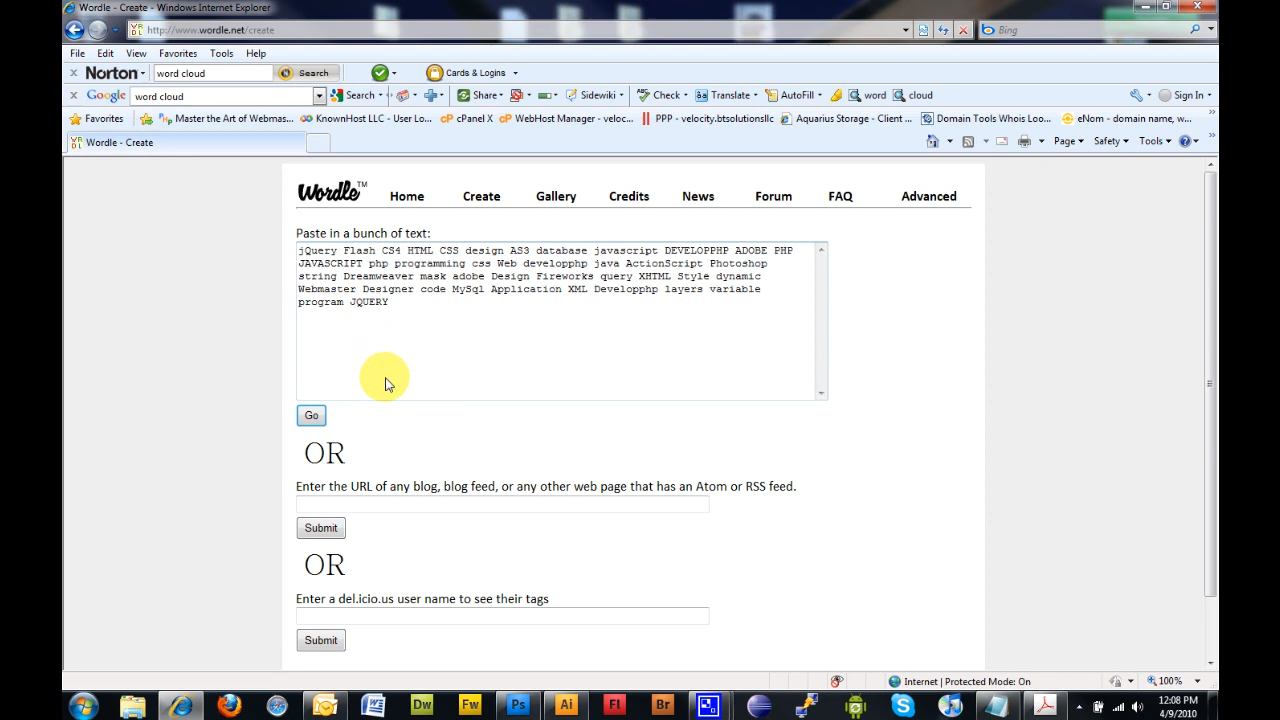 Wordle - Create - Windows Internet Explorer
http://www.wordle.net/create
Bing
File Edit View Favorites Tools Help
Norton word cloud Search Cards & Logins
Google word cloud Search Share Sidewiki Check Translate AutoFill word cloud Sign In
Favorites Master the Art of Webmas... KnownHost LLC - User Lo... cPanel X WebHost Manager - veloc... PPP - velocity.btsolutionsllc Aquarius Storage - Client ... Domain Tools Whois Loo... eNom - domain name, w...
Wordle - Create Page Safety Tools
Wordle™ Home Create Gallery Credits News Forum FAQ Advanced
Paste in a bunch of text:
jQuery Flash CS4 HTML CSS design AS3 database javascript DEVELOPPHP ADOBE PHP
JAVASCRIPT php programming css Web developphp java ActionScript Photoshop
string Dreamweaver mask adobe Design Fireworks query XHTML Style dynamic
Webmaster Designer code MySql Application XML Developphp layers variable
program JQUERY
Go
OR
Enter the URL of any blog, blog feed, or any other web page that has an Atom or RSS feed.
Submit
OR
Enter a del.icio.us user name to see their tags
Submit
Internet | Protected Mode: On 100%
Dw Fw Ps Ai Fl Br
12:08 PM
4/9/2010